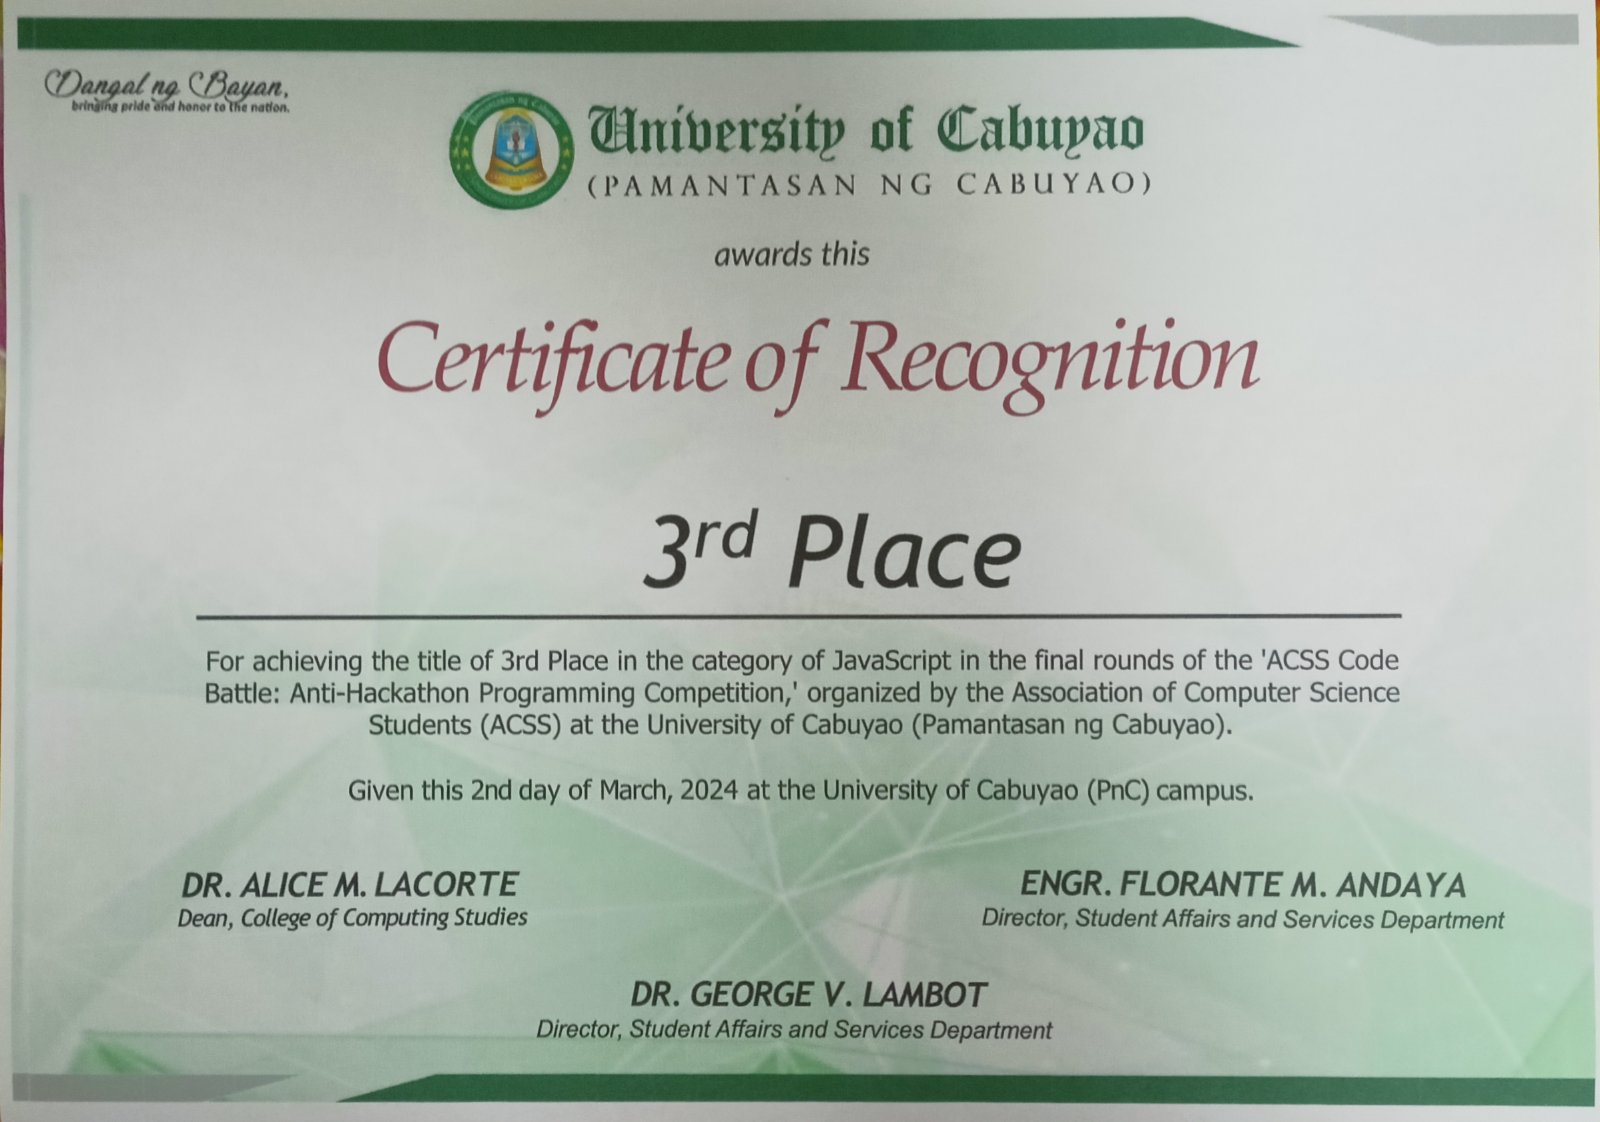 Dangal ng Bayan,
bringing pride and honor to the nation.
University of Cabuyao
(PAMANTASAN NG CABUYAO)
awards this
Certificate of Recognition
3rd Place
For achieving the title of 3rd Place in the category of JavaScript in the final rounds of the 'ACSS Code
Battle: Anti-Hackathon Programming Competition,' organized by the Association of Computer Science
Students (ACSS) at the University of Cabuyao (Pamantasan ng Cabuyao).
Given this 2nd day of March, 2024 at the University of Cabuyao (PnC) campus.
DR. ALICE M. LACORTE
Dean, College of Computing Studies
ENGR. FLORANTE M. ANDAYA
Director, Student Affairs and Services Department
DR. GEORGE V. LAMBOT
Director, Student Affairs and Services Department